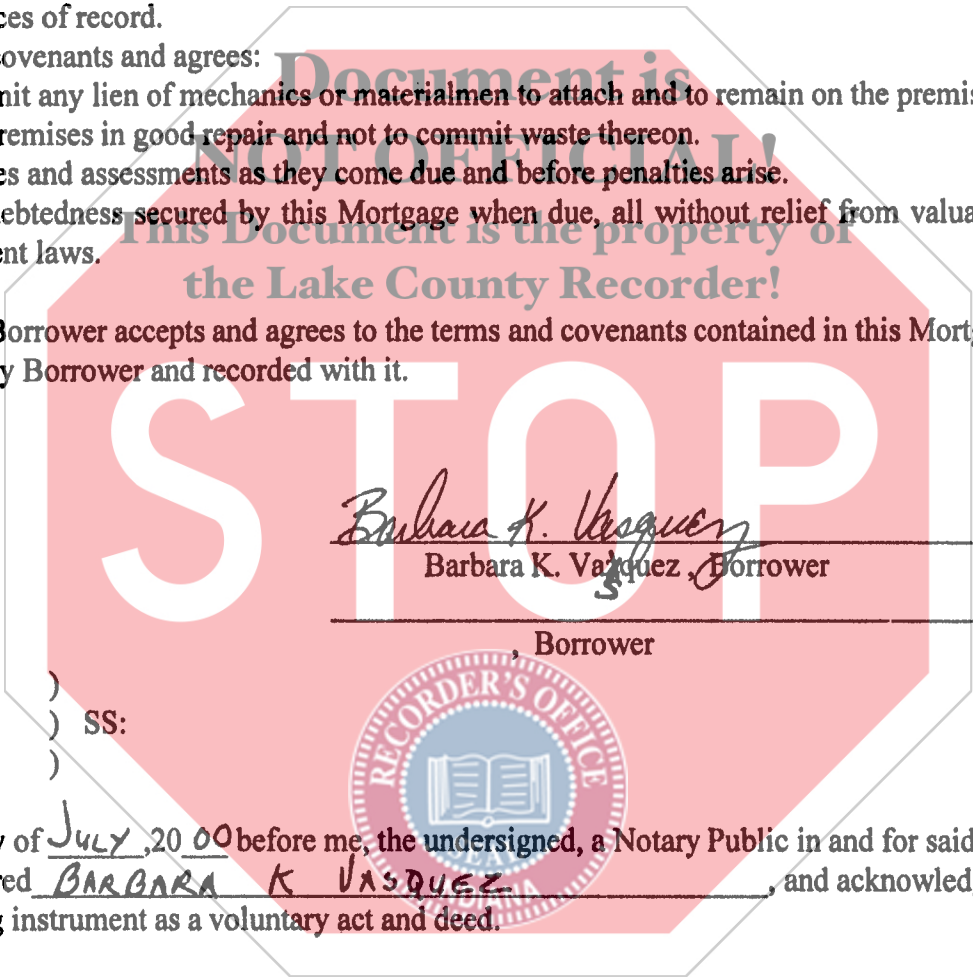 ces of record.
ovenants and agrees:
Document is
nit any lien of mechanics or materialmen to attach and to remain on the premis
remises in good repair and not to commit waste thereon.
NOT OFFICIAL!
es and assessments as they come due and before penalties arise.
ebtedness secured by this Mortgage when due, all without relief from valua
This Document is the property of
ent laws.
the Lake County Recorder!
Borrower accepts and agrees to the terms and covenants contained in this Mortg
y Borrower and recorded with it.
STOP
Barbara K. Vasquez
Barbara K. Vazquez, Borrower
s
, Borrower
)
) SS:
)
RECORDER'S OFFICE
y of JULY, 20 00 before me, the undersigned, a Notary Public in and for said
SEAL
ed BARBARA K VASQUEZ, and acknowled
INDIANA
g instrument as a voluntary act and deed.